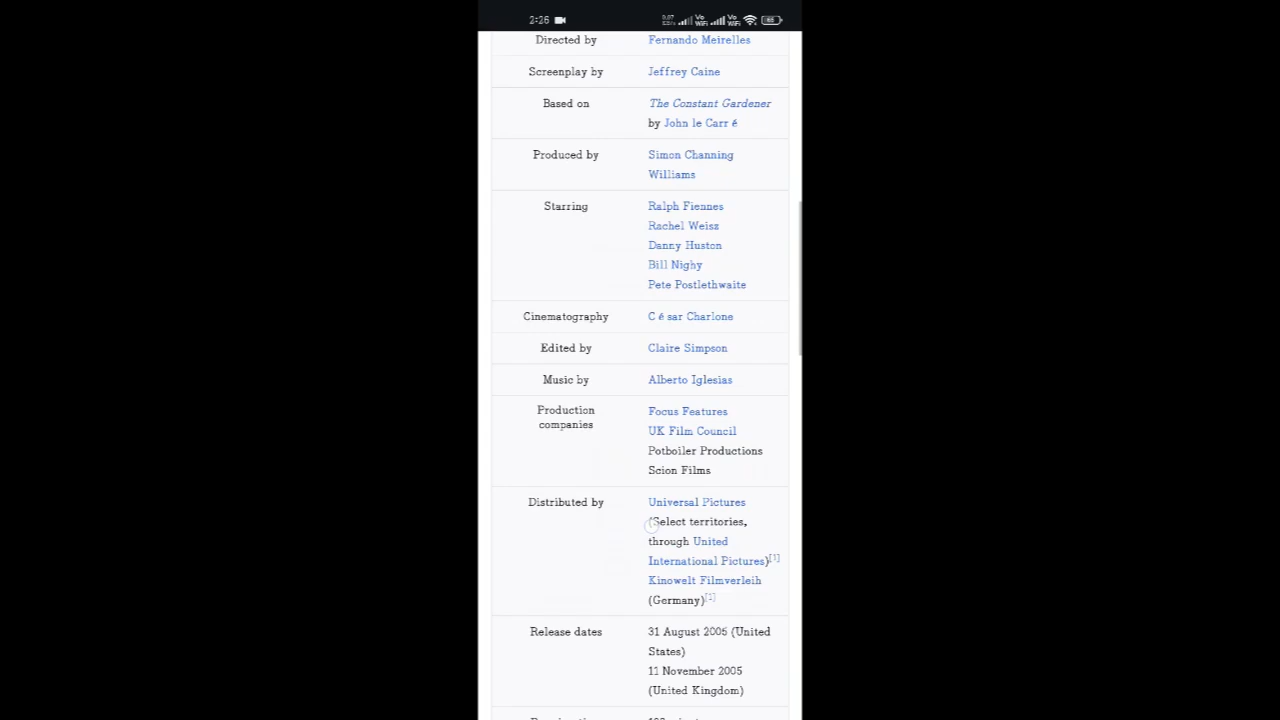 2:26
Directed by Fernando Meirelles
Screenplay by Jeffrey Caine
Based on The Constant Gardener
by John le Carr é
Produced by Simon Channing
Williams
Starring Ralph Fiennes
Rachel Weisz
Danny Huston
Bill Nighy
Pete Postlethwaite
Cinematography C é sar Charlone
Edited by Claire Simpson
Music by Alberto Iglesias
Production
companies
Focus Features
UK Film Council
Potboiler Productions
Scion Films
Distributed by Universal Pictures
(Select territories,
through United
International Pictures)[1]
Kinowelt Filmverleih
(Germany)[1]
Release dates 31 August 2005 (United
States)
11 November 2005
(United Kingdom)